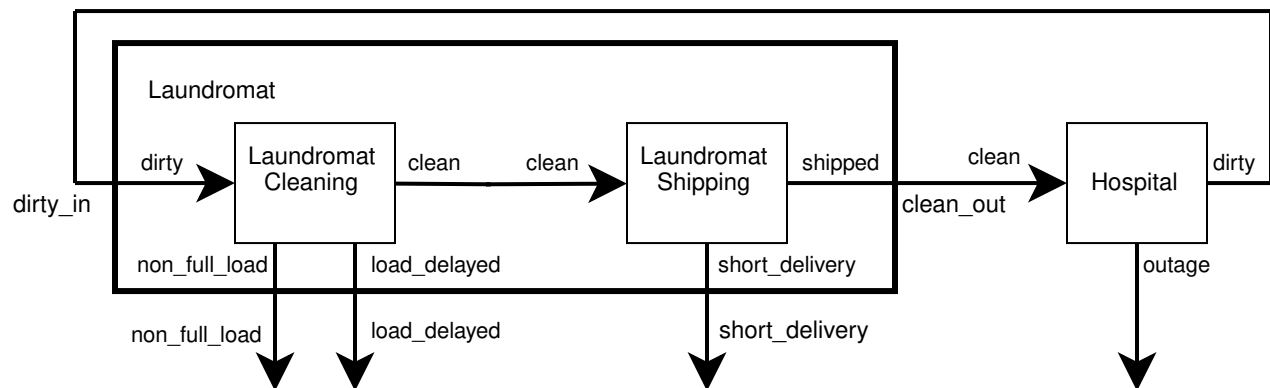 Laundromat
dirty
Laundromat
Cleaning
clean
clean
Laundromat
Shipping
shipped
clean
Hospital
dirty
dirty_in
clean_out
non_full_load
load_delayed
short_delivery
outage
non_full_load
load_delayed
short_delivery